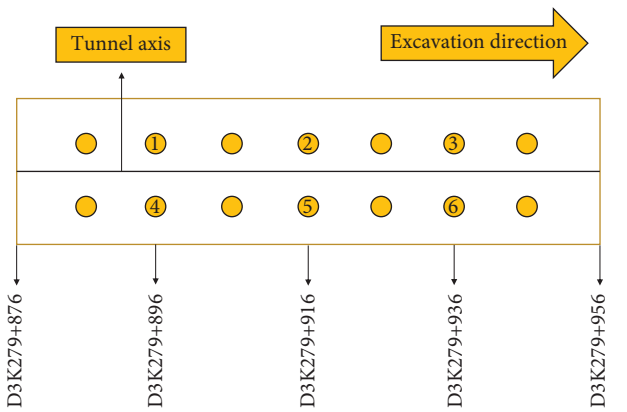 Tunnel axis
Excavation direction
1
2
3
4
5
6
D3K279+876
D3K279+896
D3K279+916
D3K279+936
D3K279+956